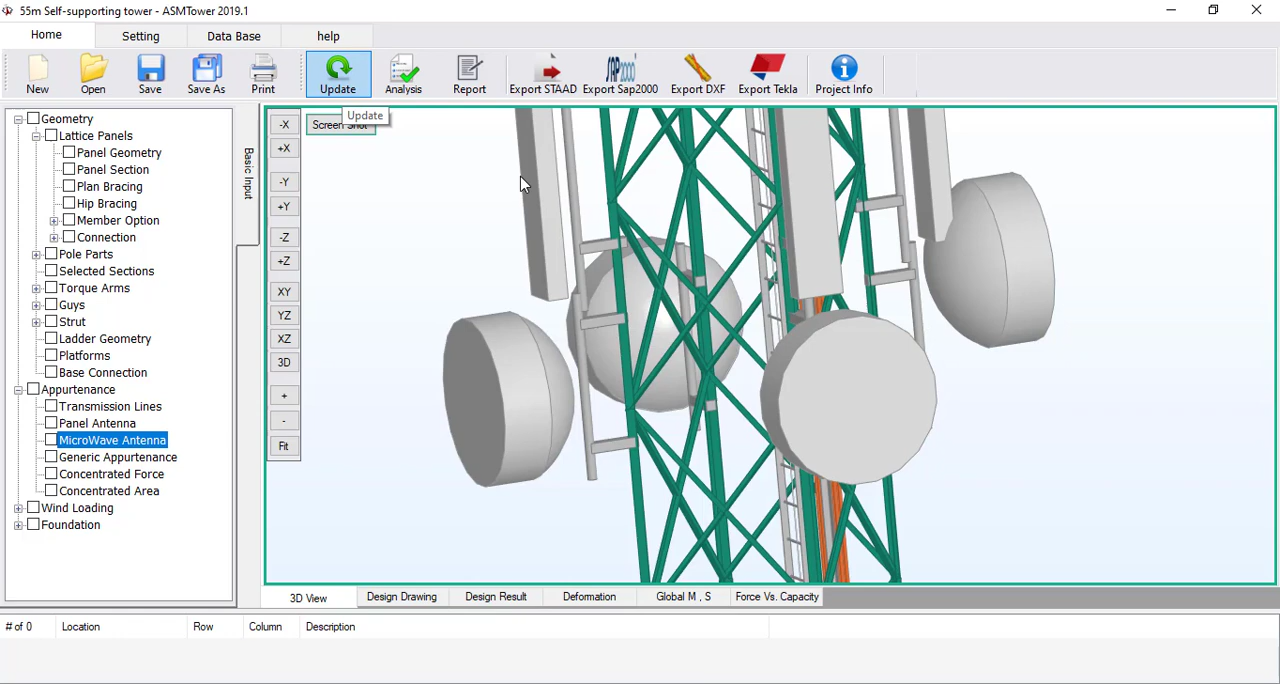 55m Self-supporting tower - ASMTower 2019.1
Home Setting Data Base help
New Open Save Save As Print Update Analysis Report Export STAAD Export Sap2000 Export DXF Export Tekla Project Info
SAP2000
Update
Screen Shot
Geometry
Lattice Panels
Panel Geometry
Panel Section
Plan Bracing
Hip Bracing
Member Option
Connection
Pole Parts
Selected Sections
Torque Arms
Guys
Strut
Ladder Geometry
Platforms
Base Connection
Appurtenance
Transmission Lines
Panel Antenna
MicroWave Antenna
Generic Appurtenance
Concentrated Force
Concentrated Area
Wind Loading
Foundation
Basic Input
-X
+X
-Y
+Y
-Z
+Z
XY
YZ
XZ
3D
+
-
Fit
3D View Design Drawing Design Result Deformation Global M , S Force Vs. Capacity
# of 0 Location Row Column Description